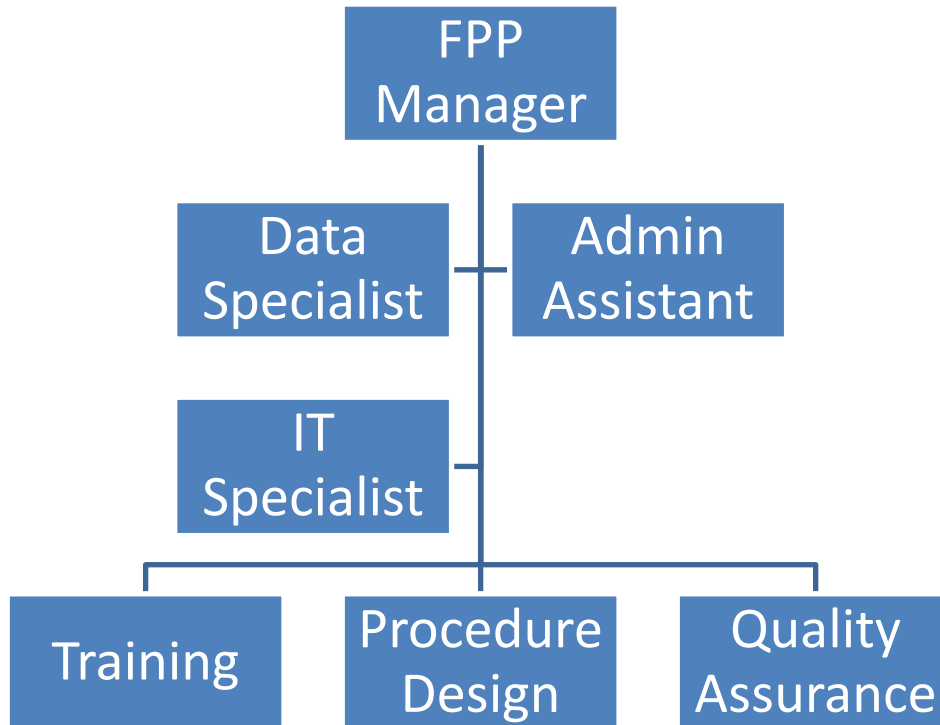 FPP
Manager
Data
Specialist
Admin
Assistant
IT
Specialist
Training
Procedure
Design
Quality
Assurance